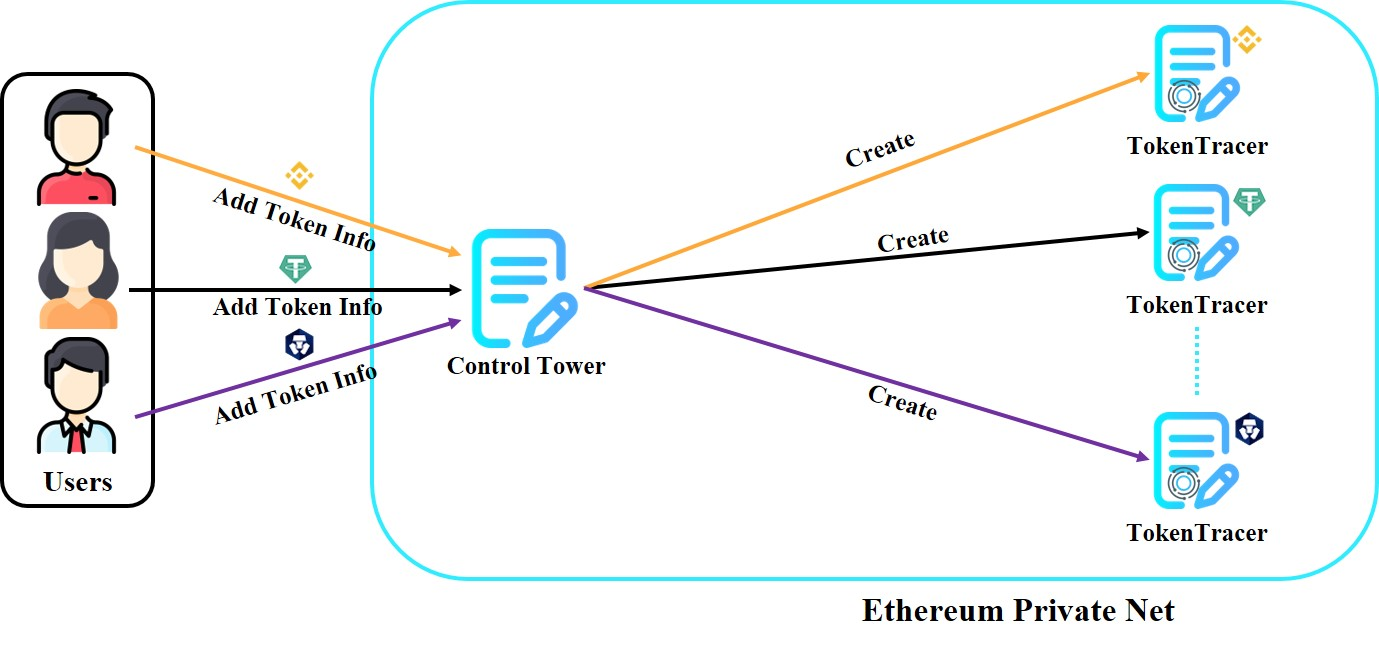 Users
Add Token Info
Add Token Info
Add Token Info
Control Tower
Create
Create
Create
TokenTracer
TokenTracer
TokenTracer
Ethereum Private Net